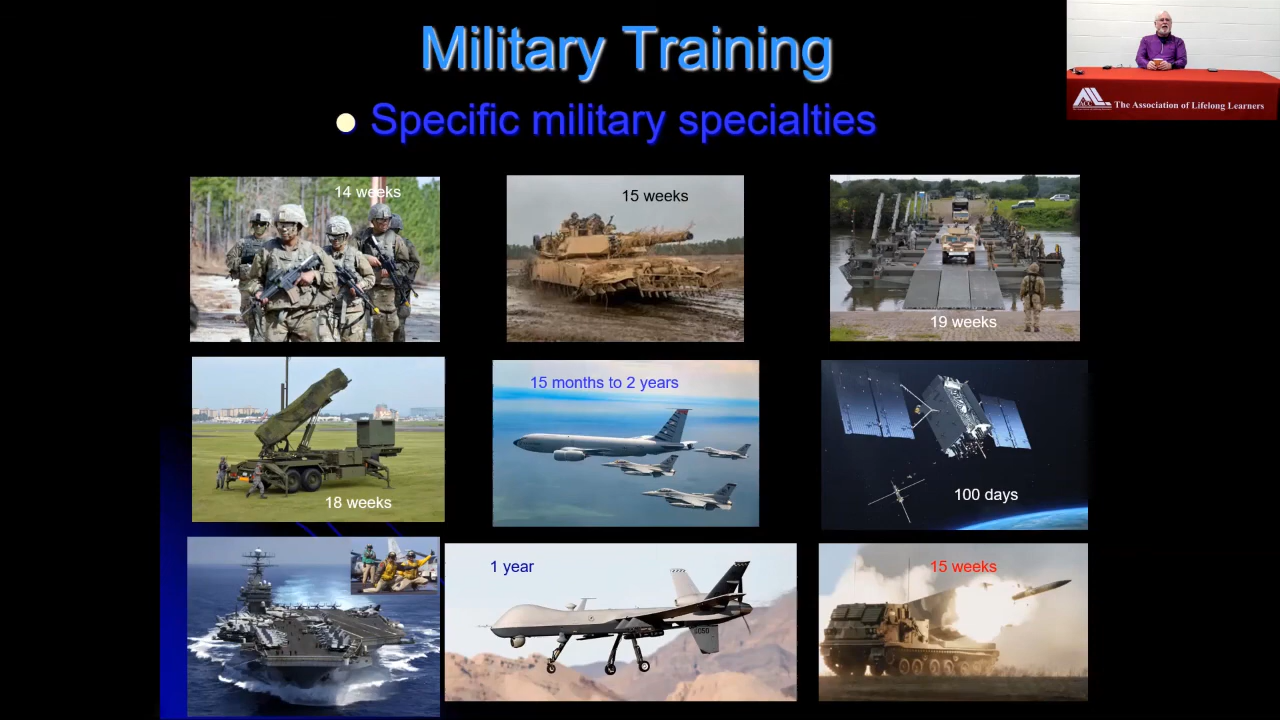 Military Training
Specific military specialties
The Association of Lifelong Learners
14 weeks
15 weeks
19 weeks
18 weeks
15 months to 2 years
100 days
1 year
15 weeks